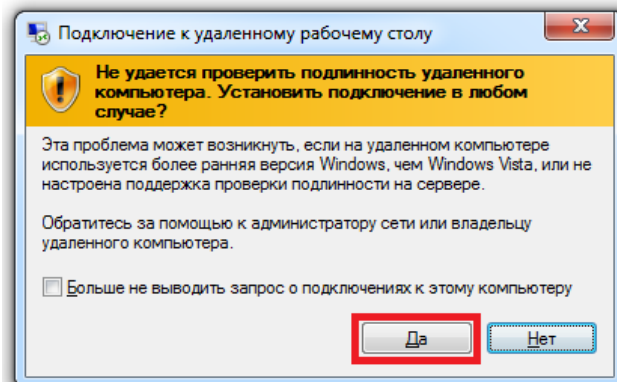 Подключение к удаленному рабочему столу
Не удается проверить подлинность удаленного
компьютера. Установить подключение в любом
случае?
Эта проблема может возникнуть, если на удаленном компьютере
используется более ранняя версия Windows, чем Windows Vista, или не
настроена поддержка проверки подлинности на сервере.
Обратитесь за помощью к администратору сети или владельцу
удаленного компьютера.
Больше не выводить запрос о подключениях к этому компьютеру
Да
Нет